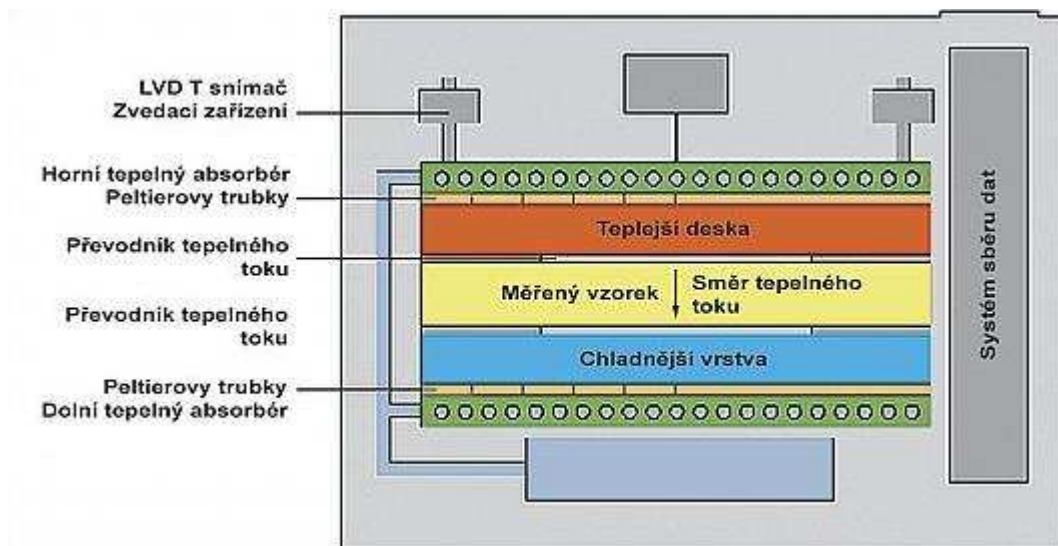 LVD T snímač
Zvedací zařízení
Horní tepelný absorbér
Peltierovy trubky
Teplejší deska
Převodník tepelného
toku
Měřený vzorek
Směr tepelného
toku
Převodník tepelného
toku
Chladnější vrstva
Peltierovy trubky
Dolní tepelný absorbér
Systém sběru dat